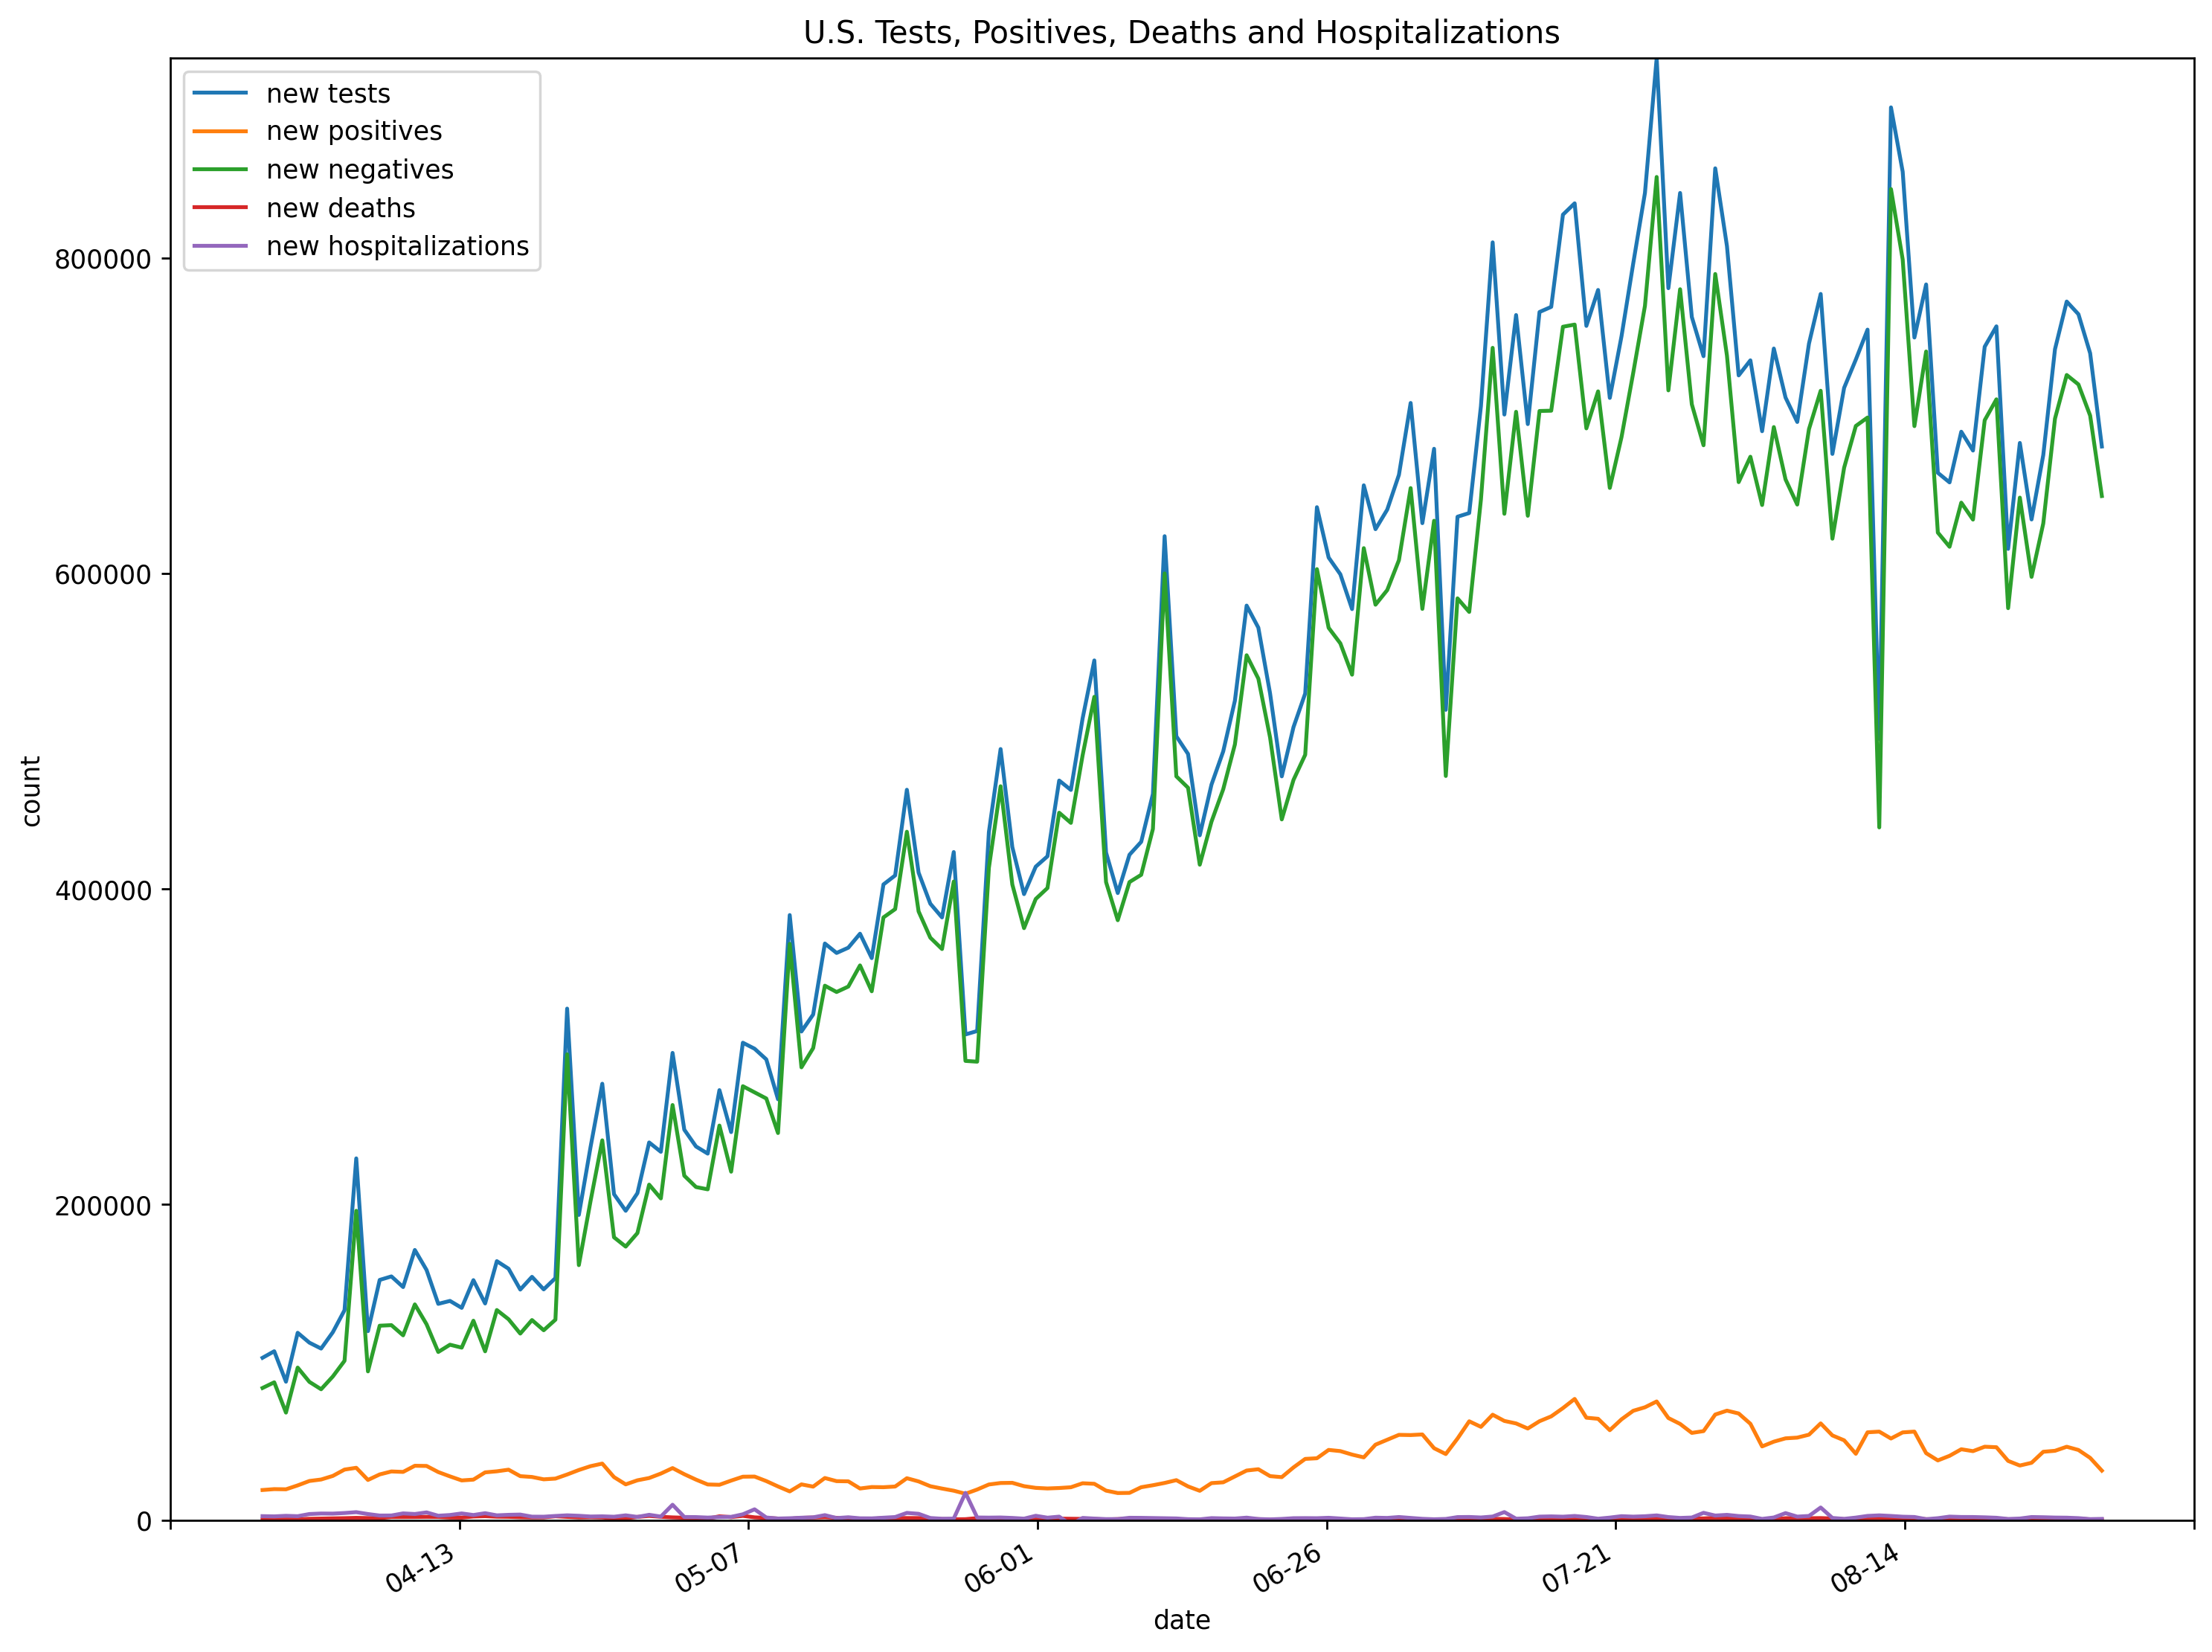 U.S. Tests, Positives, Deaths and Hospitalizations
new tests
new positives
new negatives
new deaths
new hospitalizations
800000
600000
400000
200000
0
count
04-13
05-07
06-01
06-26
07-21
08-14
date